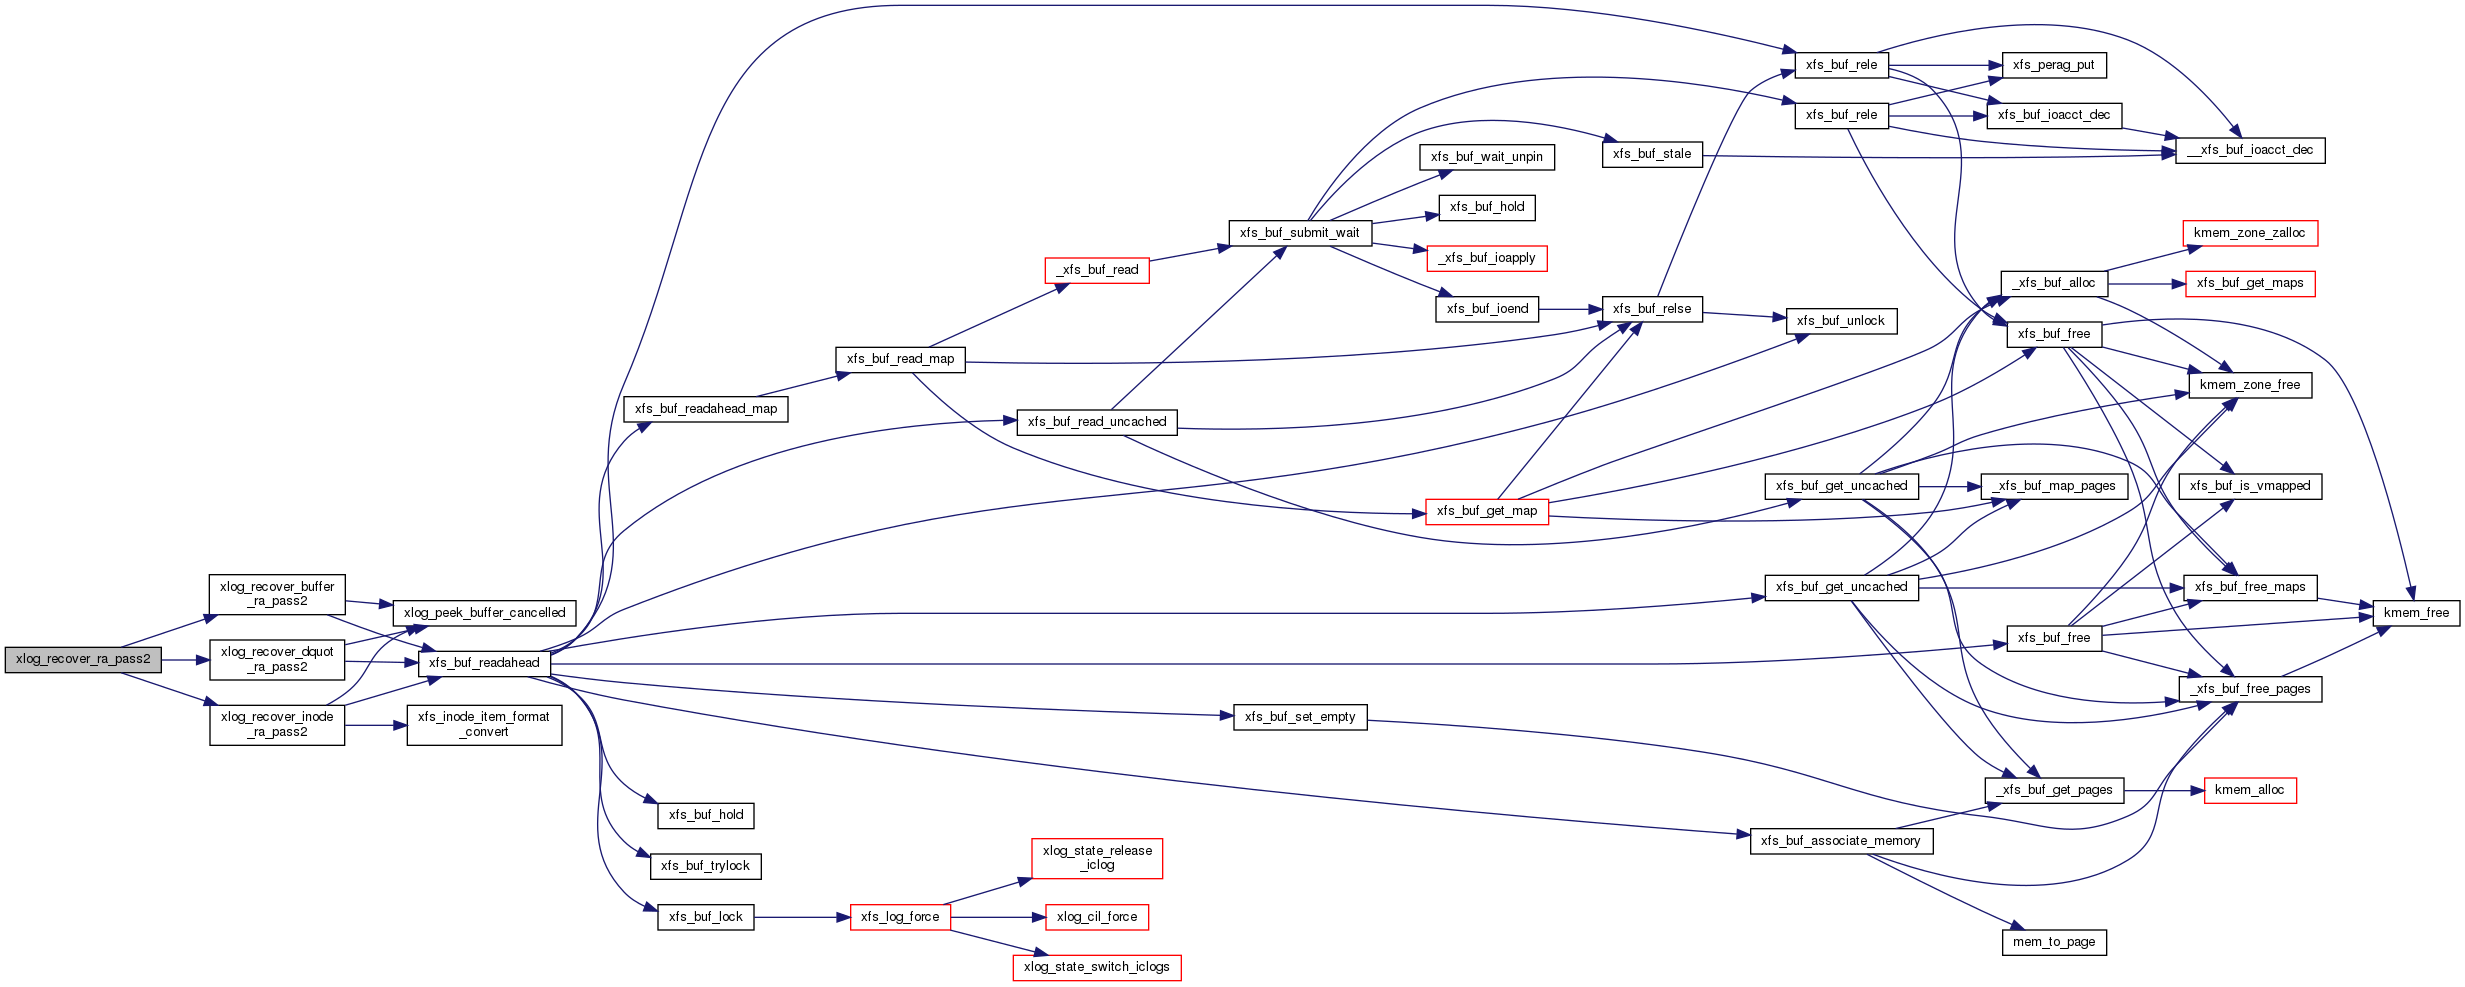 xlog_recover_ra_pass2
xlog_recover_buffer
_ra_pass2
xlog_recover_dquot
_ra_pass2
xlog_recover_inode
_ra_pass2
xlog_peek_buffer_cancelled
xfs_buf_readahead
xfs_inode_item_format
_convert
xfs_buf_readahead_map
xfs_buf_hold
xfs_buf_trylock
xfs_buf_lock
xfs_buf_read_map
xfs_log_force
_xfs_buf_read
xfs_buf_read_uncached
xlog_state_release
_iclog
xlog_cil_force
xlog_state_switch_iclogs
xfs_buf_submit_wait
xfs_buf_set_empty
xfs_buf_wait_unpin
xfs_buf_hold
_xfs_buf_ioapply
xfs_buf_ioend
xfs_buf_get_map
xfs_buf_stale
xfs_buf_relse
xfs_buf_rele
xfs_buf_rele
xfs_buf_unlock
xfs_buf_get_uncached
xfs_buf_get_uncached
xfs_buf_associate_memory
xfs_perag_put
xfs_buf_ioacct_dec
_xfs_buf_alloc
xfs_buf_free
_xfs_buf_map_pages
xfs_buf_free
_xfs_buf_get_pages
mem_to_page
__xfs_buf_ioacct_dec
kmem_zone_zalloc
xfs_buf_get_maps
kmem_zone_free
xfs_buf_is_vmapped
xfs_buf_free_maps
_xfs_buf_free_pages
kmem_alloc
kmem_free